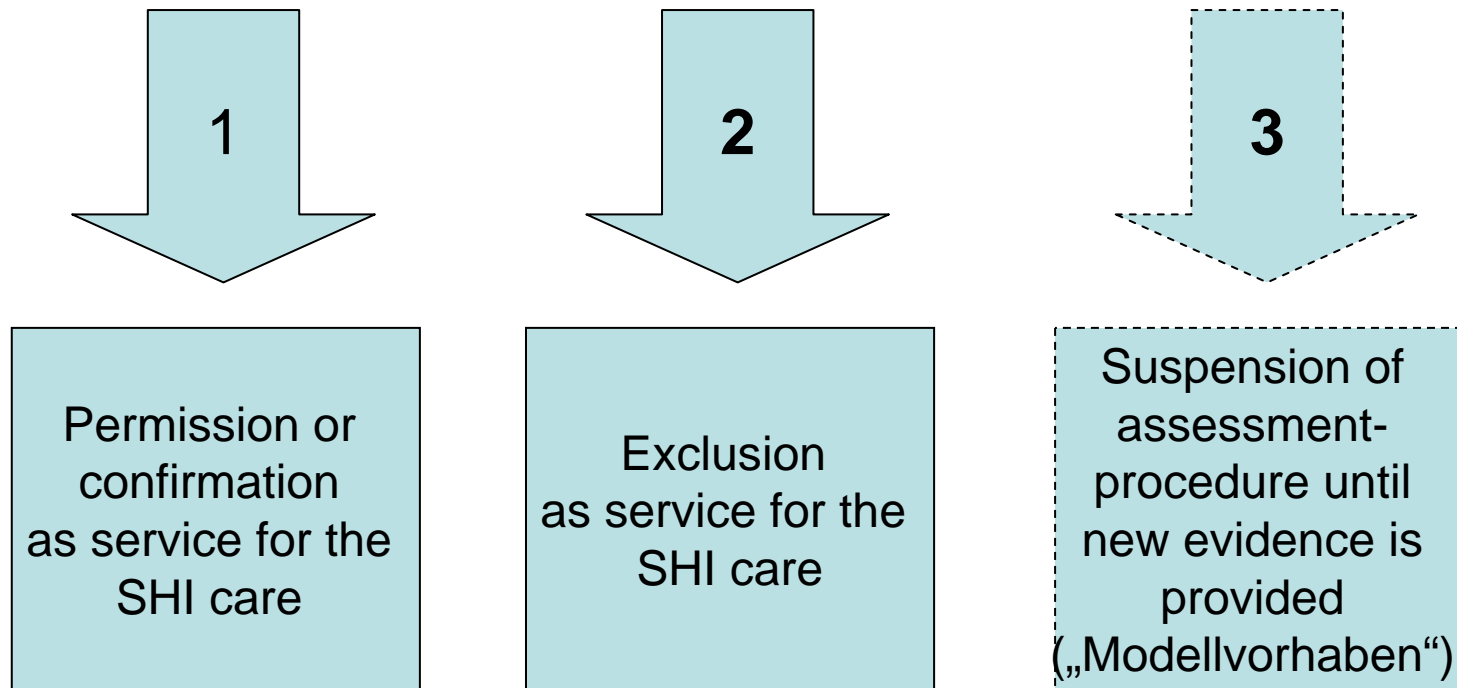 1
2
3
Permission or
confirmation
as service for the
SHI care
Exclusion
as service for the
SHI care
Suspension of
assessment-
procedure until
new evidence is
provided
(„Modellvorhaben“)